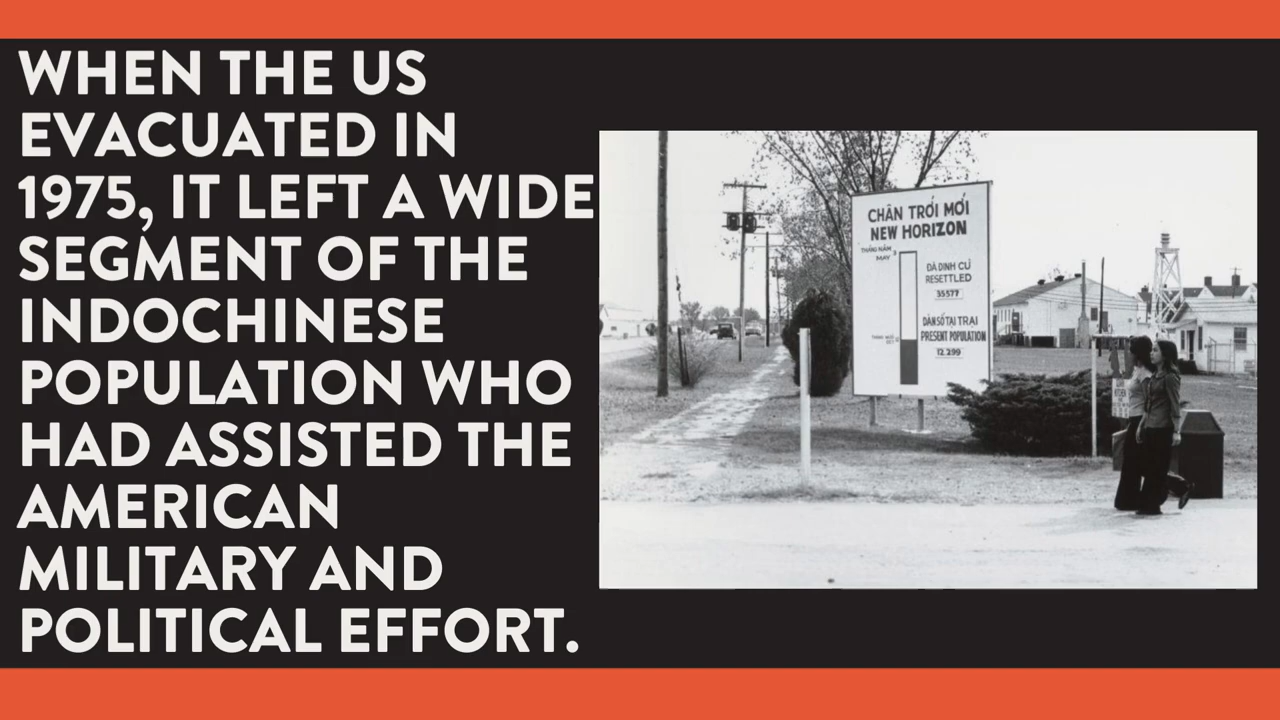 WHEN THE US
EVACUATED IN
1975, IT LEFT A WIDE
SEGMENT OF THE
INDOCHINESE
POPULATION WHO
HAD ASSISTED THE
AMERICAN
MILITARY AND
POLITICAL EFFORT.
CHÂN TRỜI MỚI
NEW HORIZON
THÁNG NĂM
MAY
ĐÃ ĐỊNH CƯ
RESETTLED
35577
DÂN SỐ TẠI TRẠI
PRESENT POPULATION
12,299